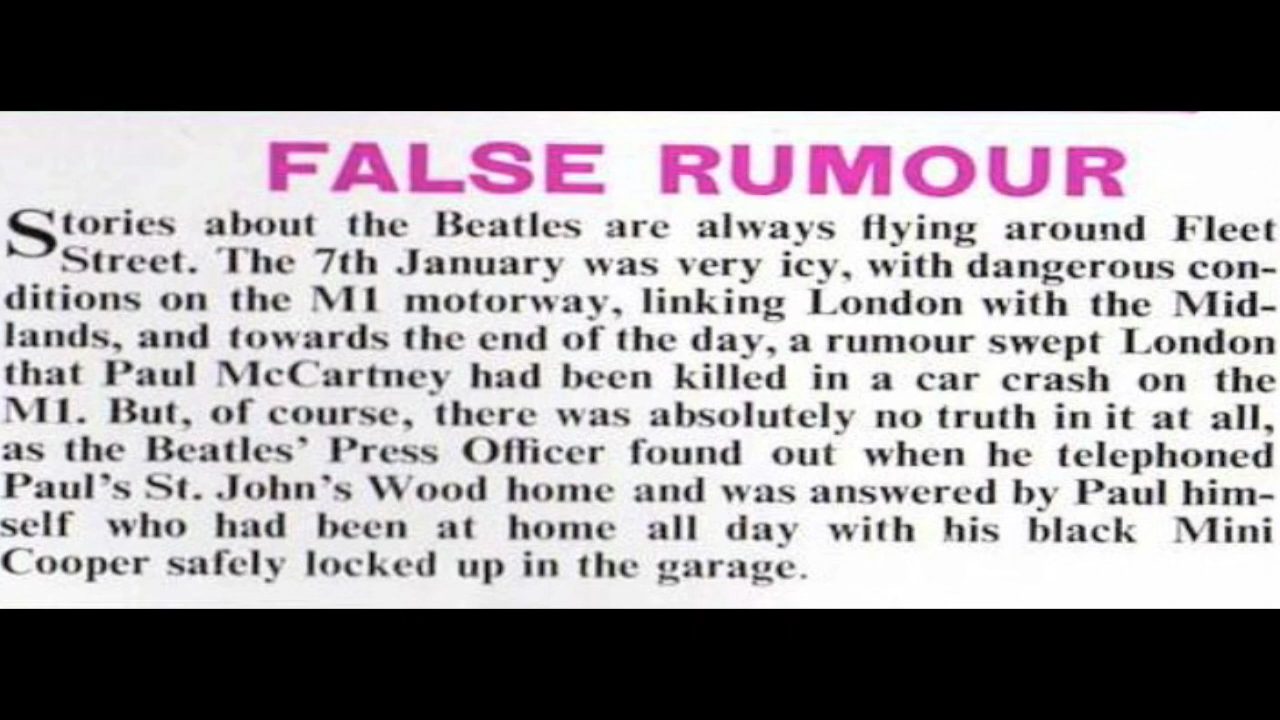 FALSE RUMOUR
Stories about the Beatles are always flying around Fleet
Street. The 7th January was very icy, with dangerous con-
ditions on the M1 motorway, linking London with the Mid-
lands, and towards the end of the day, a rumour swept London
that Paul McCartney had been killed in a car crash on the
M1. But, of course, there was absolutely no truth in it at all,
as the Beatles' Press Officer found out when he telephoned
Paul's St. John's Wood home and was answered by Paul him-
self who had been at home all day with his black Mini
Cooper safely locked up in the garage.